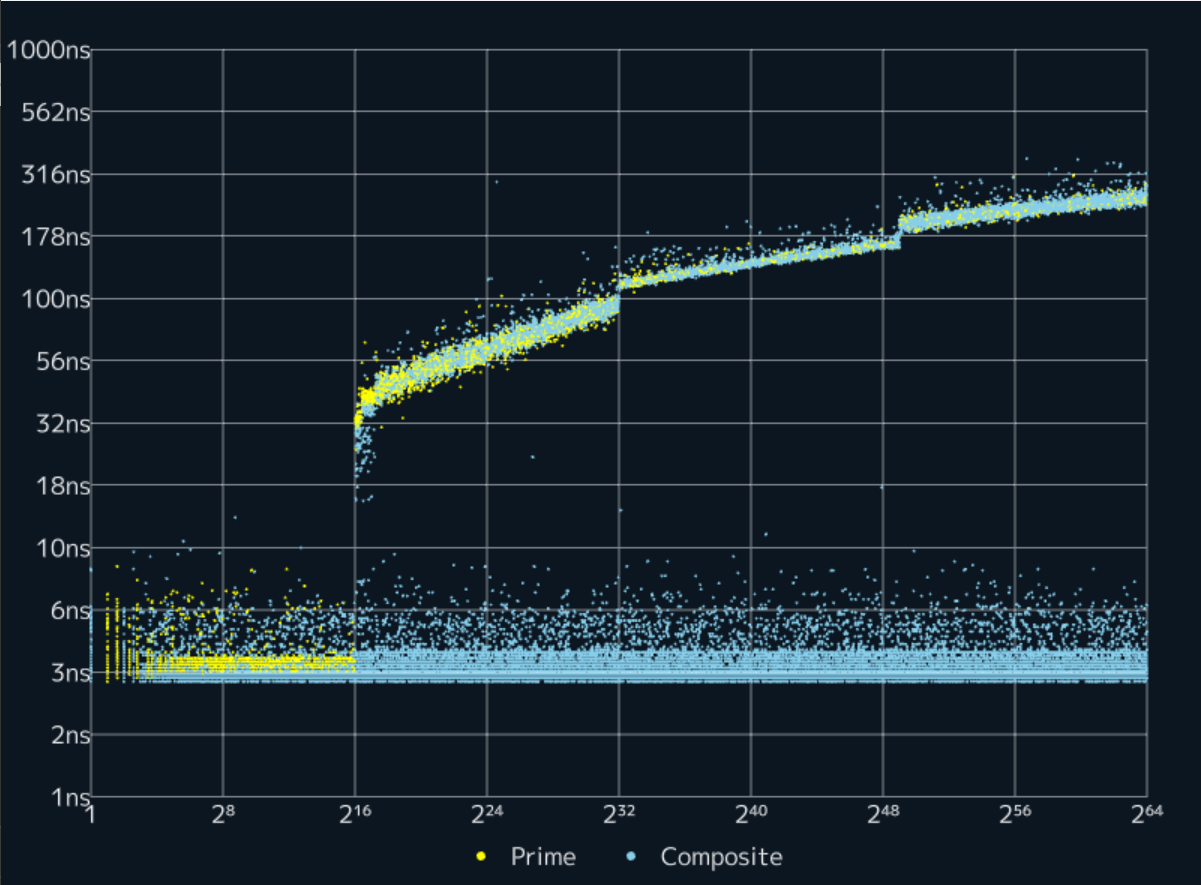 1000ns
562ns
316ns
178ns
100ns
56ns
32ns
18ns
10ns
6ns
3ns
2ns
1ns
1 2⁸ 2¹⁶ 2²⁴ 2³² 2⁴⁰ 2⁴⁸ 2⁵⁶ 2⁶⁴
Prime Composite